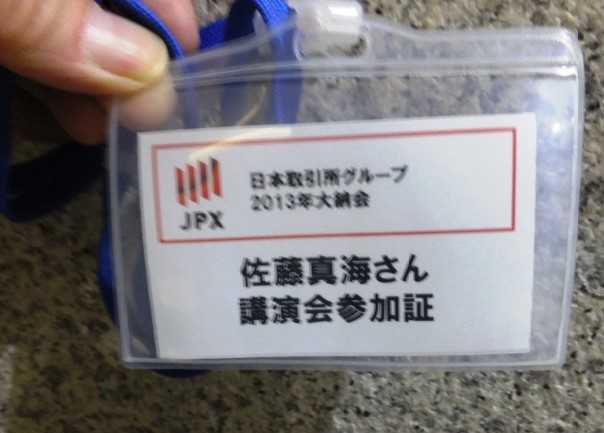 JPX
日本取引所グループ
2013年大納会
佐藤真海さん
講演会参加証